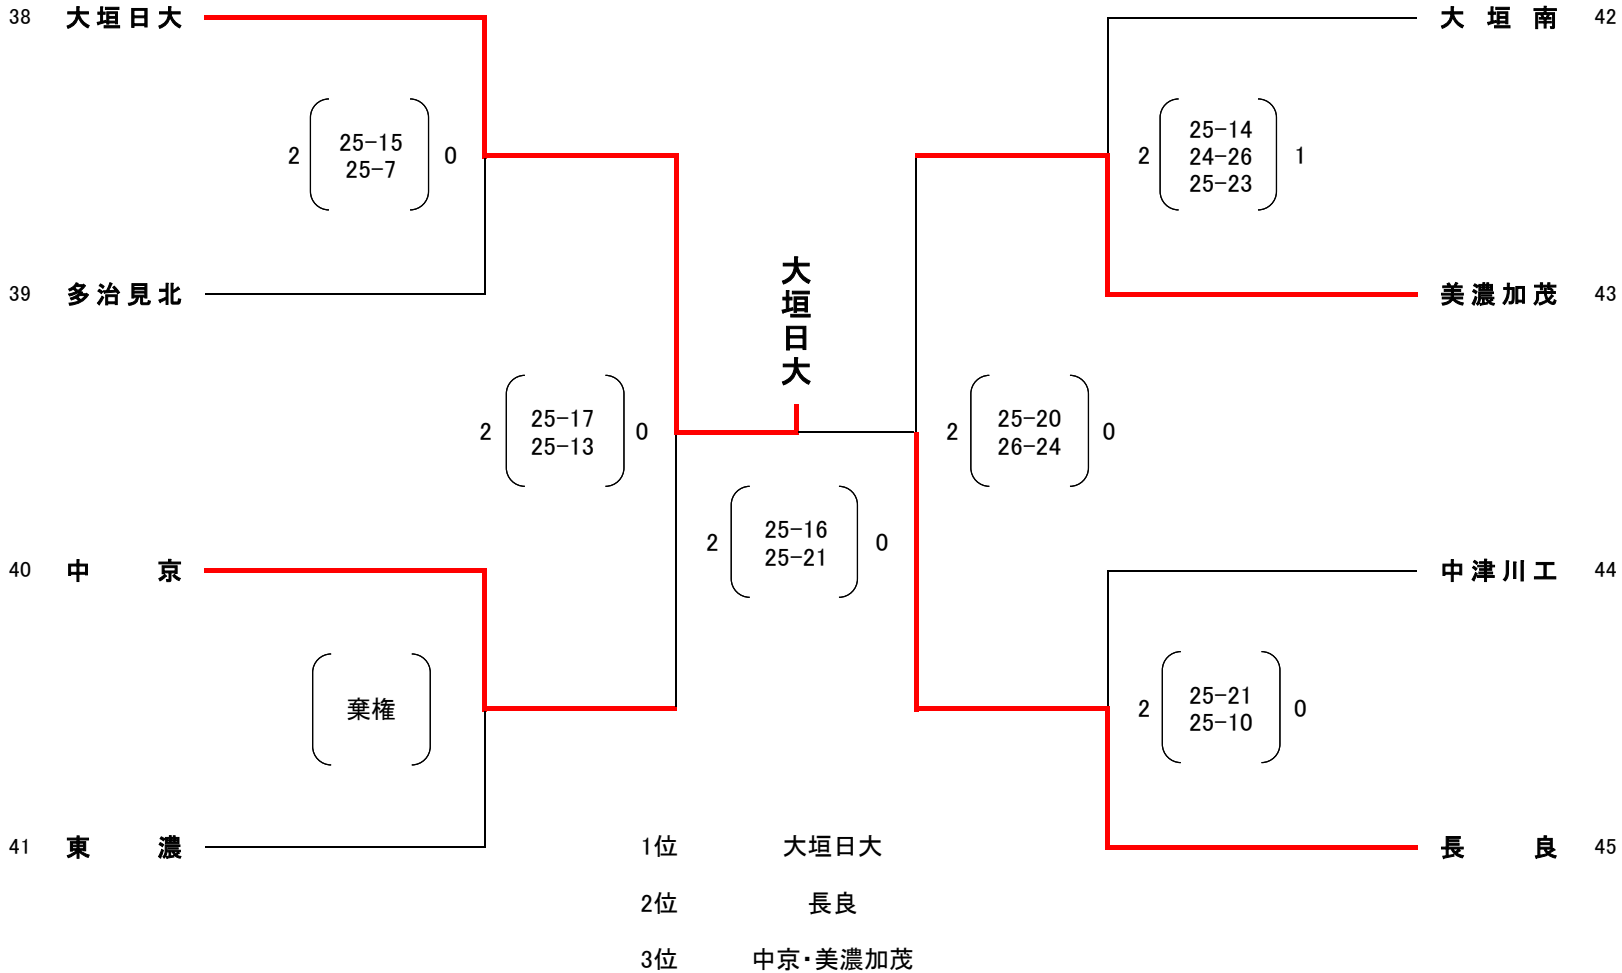 38 大垣日大
大垣南 42
2 25-15 0
25-7
25-14
2 24-26 1
25-23
39 多治見北
美濃加茂 43
大垣日大
2 25-17 0
25-13
2 25-20 0
26-24
2 25-16 0
25-21
40 中京
中津川工 44
棄権
2 25-21 0
25-10
41 東濃
長良 45
1位 大垣日大
2位 長良
3位 中京・美濃加茂